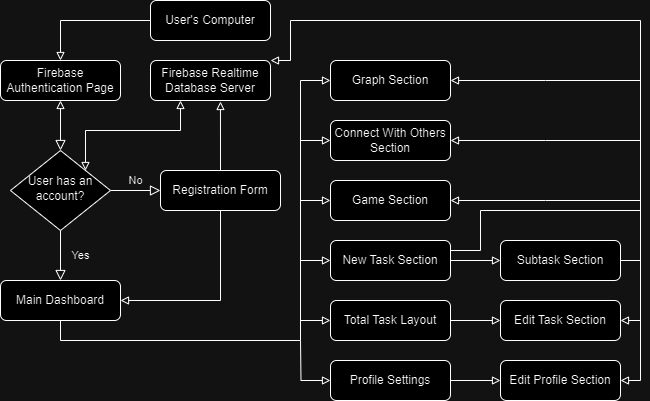 User's Computer
Firebase
Authentication Page
Firebase Realtime
Database Server
Graph Section
Connect With Others
Section
User has an
account?
No
Registration Form
Game Section
Yes
New Task Section
Subtask Section
Main Dashboard
Total Task Layout
Edit Task Section
Profile Settings
Edit Profile Section